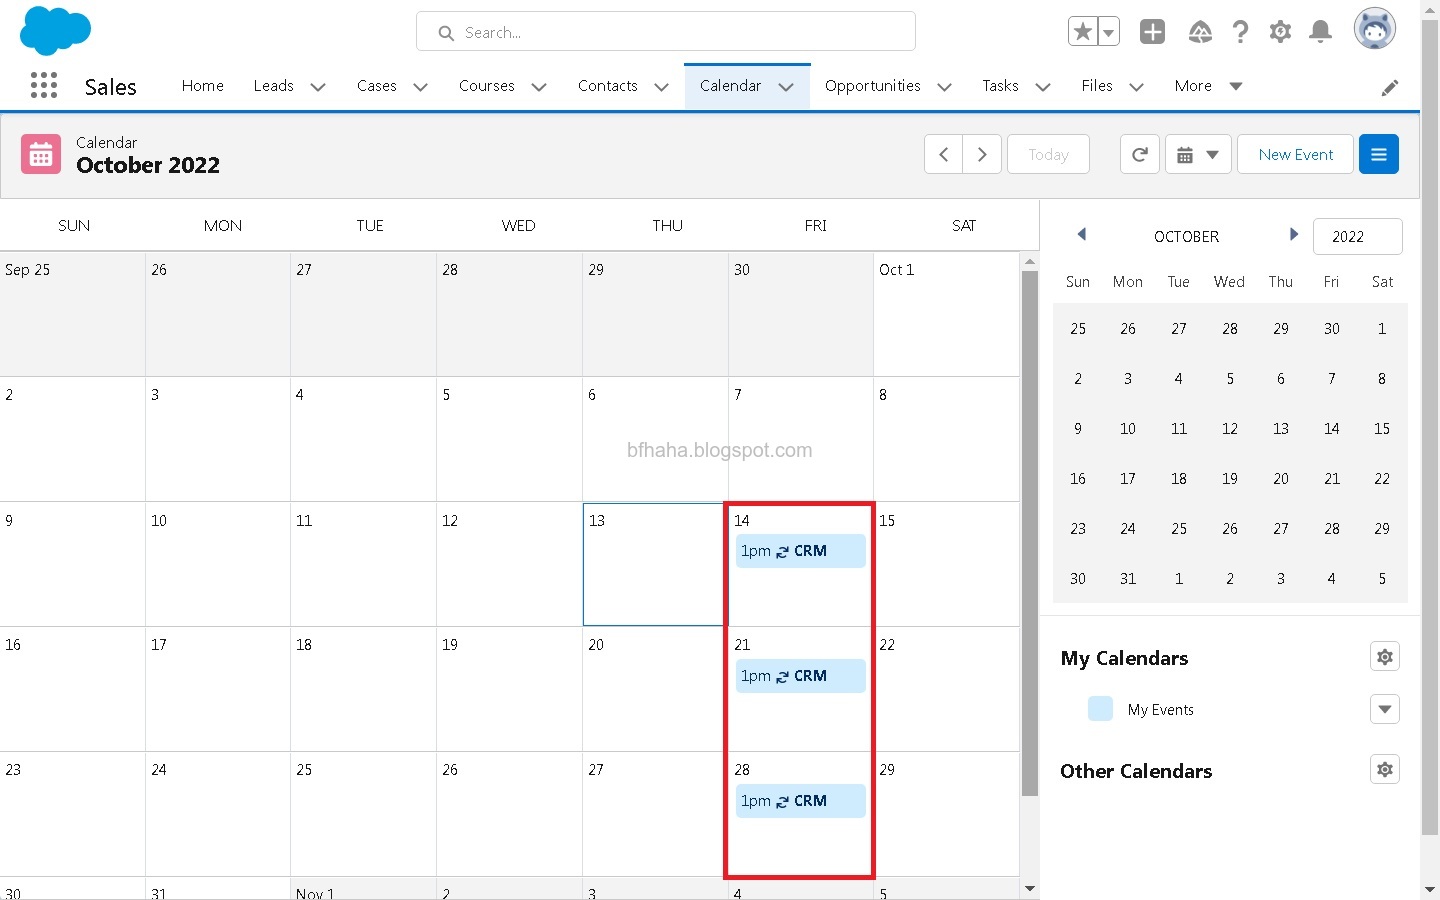 Search...
Sales Home Leads Cases Courses Contacts Calendar Opportunities Tasks Files More
Calendar
October 2022
Today New Event
SUN MON TUE WED THU FRI SAT
Sep 25 26 27 28 29 30 Oct 1
2 3 4 5 6 7 8
bfhaha.blogspot.com
9 10 11 12 13 14 15
1pm CRM
16 17 18 19 20 21 22
1pm CRM
23 24 25 26 27 28 29
1pm CRM
30 31 Nov 1 2 3 4 5
OCTOBER 2022
Sun Mon Tue Wed Thu Fri Sat
25 26 27 28 29 30 1
2 3 4 5 6 7 8
9 10 11 12 13 14 15
16 17 18 19 20 21 22
23 24 25 26 27 28 29
30 31 1 2 3 4 5
My Calendars
My Events
Other Calendars